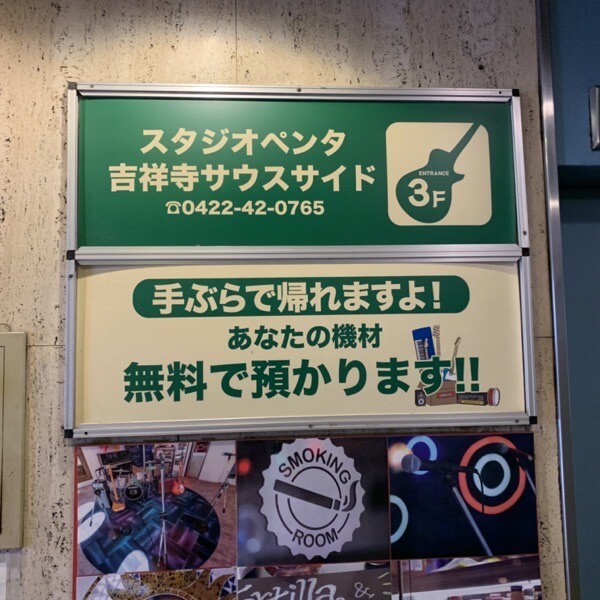 スタジオペンタ
吉祥寺サウスサイド
☎0422-42-0765
ENTRANCE
3F
手ぶらで帰れますよ!
あなたの機材
無料で預かります!!
SMOKING
ROOM